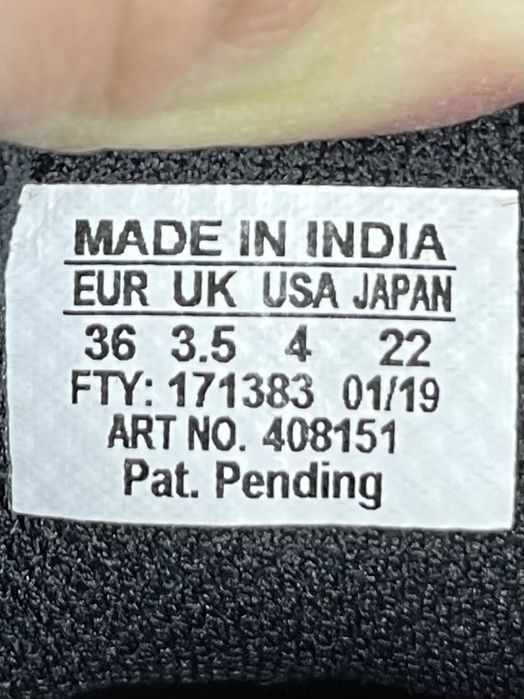 MADE IN INDIA
EUR UK USA JAPAN
36 3.5 4 22
FTY: 171383 01/19
ART NO. 408151
Pat. Pending